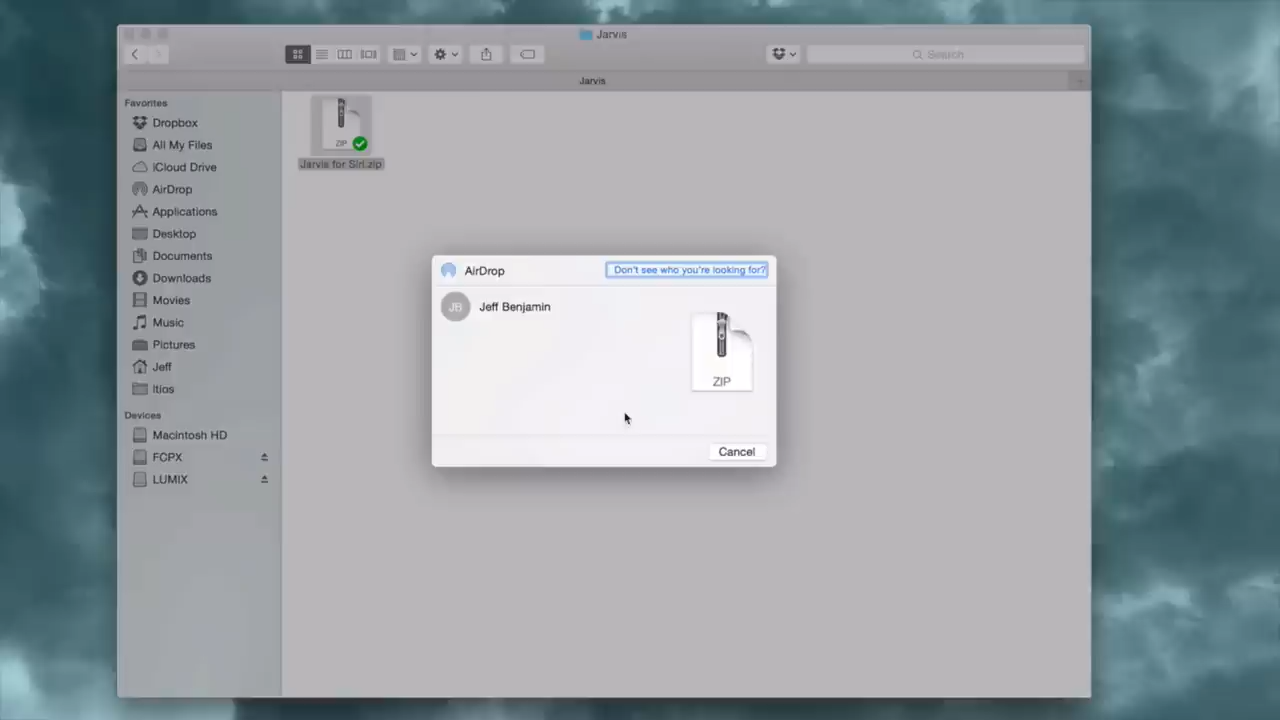 Jarvis
Search
Jarvis
Favorites
Dropbox
All My Files
iCloud Drive
AirDrop
Applications
Desktop
Documents
Downloads
Movies
Music
Pictures
Jeff
Itios
Devices
Macintosh HD
FCPX
LUMIX
ZIP
Jarvis for Siri.zip
AirDrop
Don't see who you're looking for?
JB
Jeff Benjamin
ZIP
Cancel